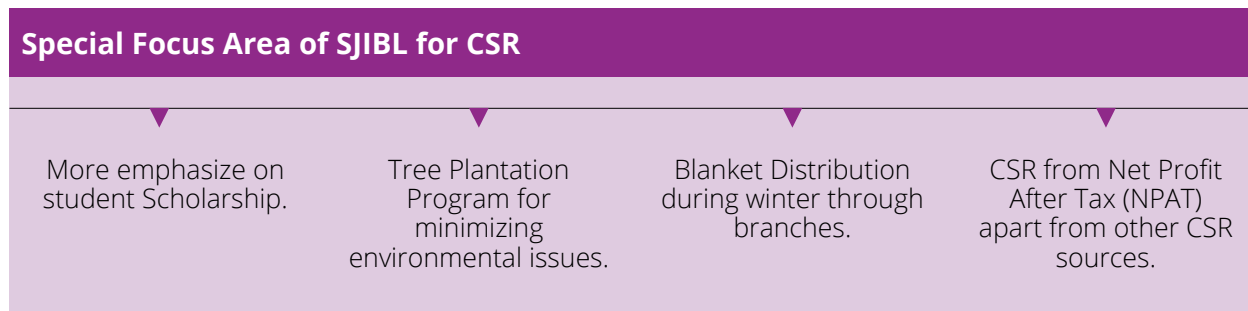 Special Focus Area of SJIBL for CSR
More emphasize on
student Scholarship.
Tree Plantation
Program for
minimizing
environmental issues.
Blanket Distribution
during winter through
branches.
CSR from Net Profit
After Tax (NPAT)
apart from other CSR
sources.